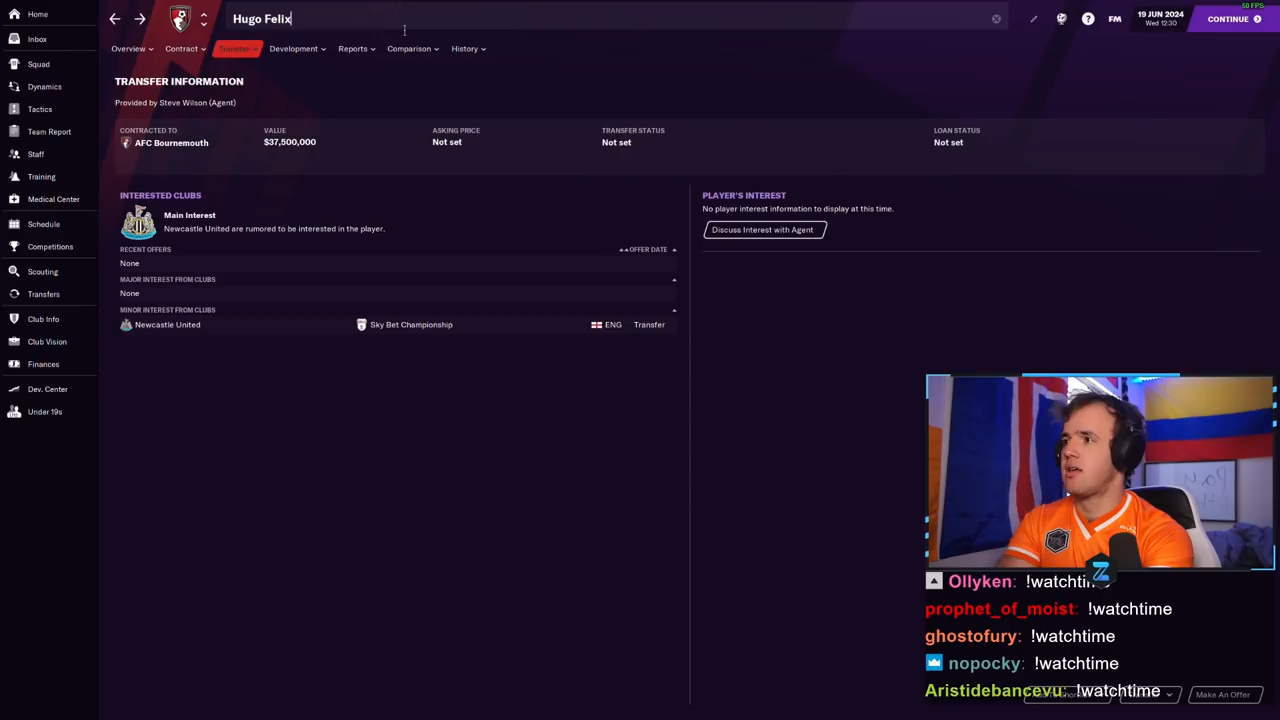 50 FPS
Home
Hugo Felix
19 JUN 2024
Wed 12:30
FM
CONTINUE
Inbox
Squad
Dynamics
Tactics
Team Report
Staff
Training
Medical Center
Schedule
Competitions
Scouting
Transfers
Club Info
Club Vision
Finances
Dev. Center
Under 19s
Overview
Contract
Transfer
Development
Reports
Comparison
History
TRANSFER INFORMATION
Provided by Steve Wilson (Agent)
CONTRACTED TO
AFC Bournemouth
VALUE
$37,500,000
ASKING PRICE
Not set
TRANSFER STATUS
Not set
LOAN STATUS
Not set
INTERESTED CLUBS
Main Interest
Newcastle United are rumored to be interested in the player.
RECENT OFFERS
OFFER DATE
None
MAJOR INTEREST FROM CLUBS
None
MINOR INTEREST FROM CLUBS
Newcastle United
Sky Bet Championship
ENG
Transfer
PLAYER'S INTEREST
No player interest information to display at this time.
Discuss Interest with Agent
Ollyken: !watchtime
prophet_of_moist: !watchtime
ghostofury: !watchtime
nopocky: !watchtime
Aristidebancevu: !watchtime
Make An Offer